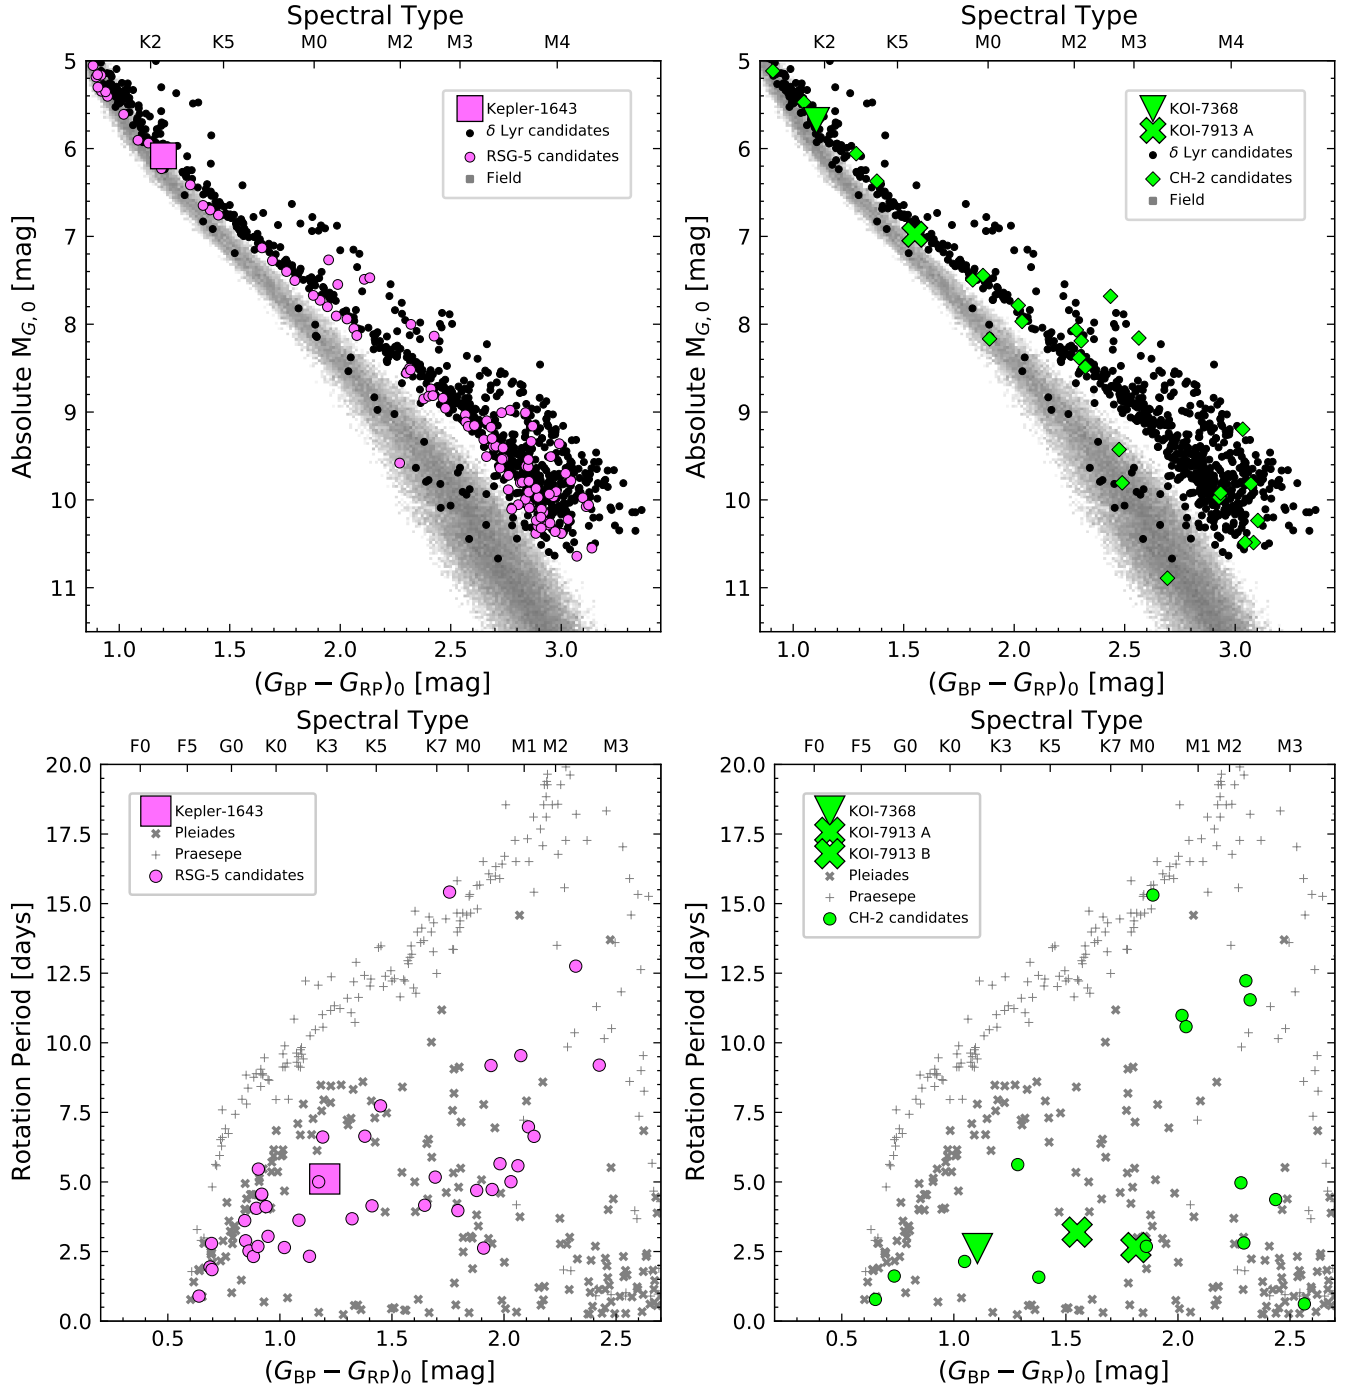 Spectral Type
K2 K5 M0 M2 M3 M4
5
6
7
8
9
10
11
Absolute M_{G,0} [mag]
Kepler-1643
δ Lyr candidates
RSG-5 candidates
Field
1.0 1.5 2.0 2.5 3.0
(G_BP − G_RP)_0 [mag]
Spectral Type
K2 K5 M0 M2 M3 M4
5
6
7
8
9
10
11
Absolute M_{G,0} [mag]
KOI-7368
KOI-7913 A
δ Lyr candidates
CH-2 candidates
Field
1.0 1.5 2.0 2.5 3.0
(G_BP − G_RP)_0 [mag]
Spectral Type
F0 F5 G0 K0 K3 K5 K7 M0 M1 M2 M3
20.0
17.5
15.0
12.5
10.0
7.5
5.0
2.5
0.0
Rotation Period [days]
Kepler-1643
Pleiades
Praesepe
RSG-5 candidates
0.5 1.0 1.5 2.0 2.5
(G_BP − G_RP)_0 [mag]
Spectral Type
F0 F5 G0 K0 K3 K5 K7 M0 M1 M2 M3
20.0
17.5
15.0
12.5
10.0
7.5
5.0
2.5
0.0
Rotation Period [days]
KOI-7368
KOI-7913 A
KOI-7913 B
Pleiades
Praesepe
CH-2 candidates
0.5 1.0 1.5 2.0 2.5
(G_BP − G_RP)_0 [mag]